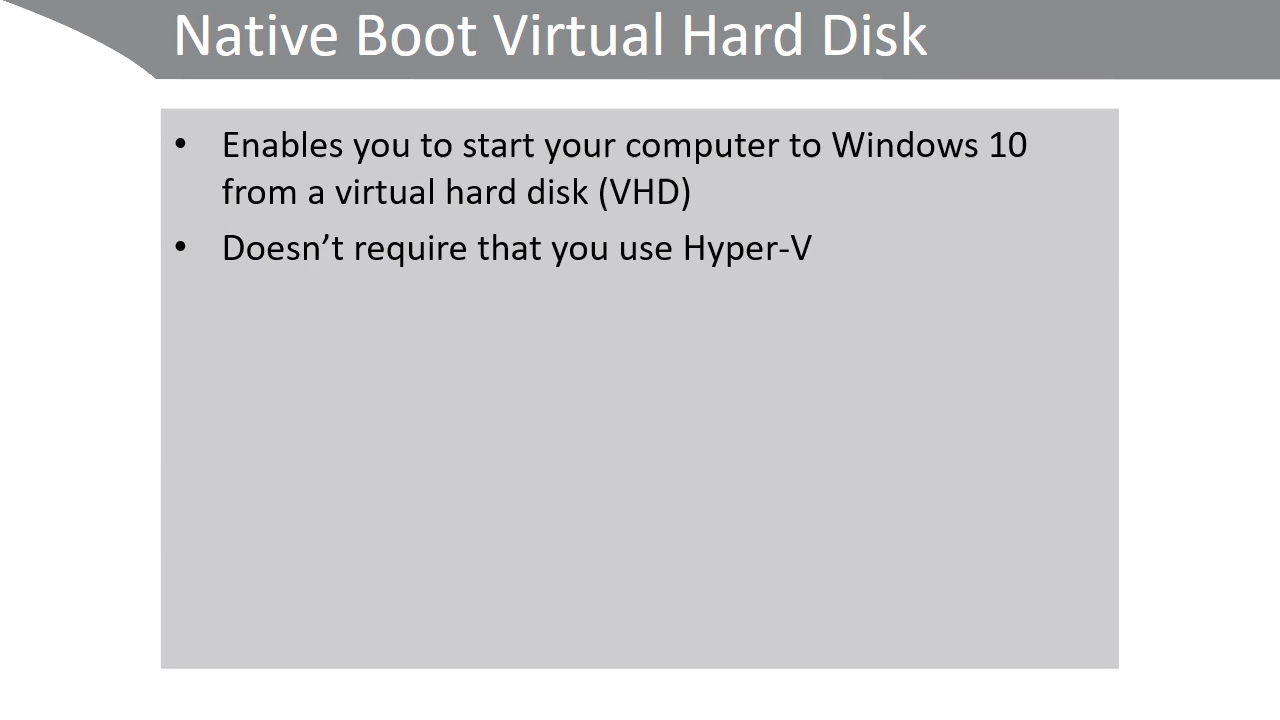 Native Boot Virtual Hard Disk
• Enables you to start your computer to Windows 10
from a virtual hard disk (VHD)
• Doesn’t require that you use Hyper-V